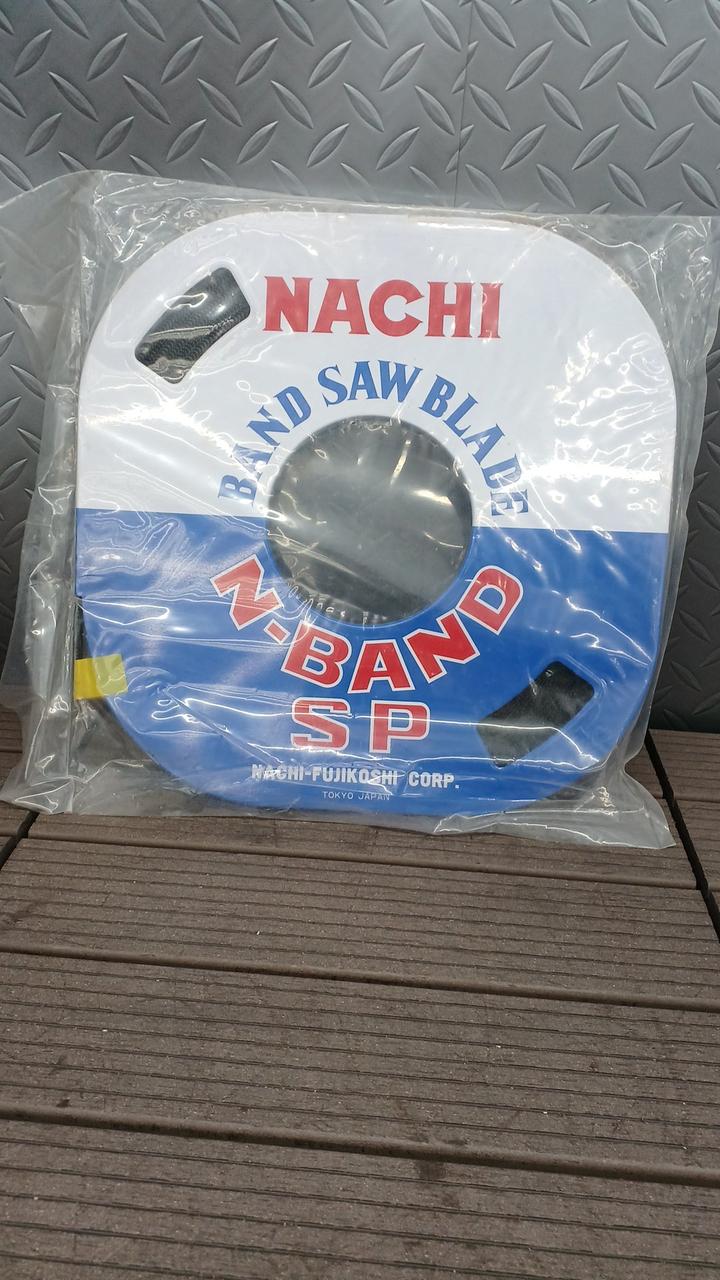 NACHI
BAND SAW BLADE
N-BAND
SP
NACHI-FUJIKOSHI CORP.
TOKYO JAPAN